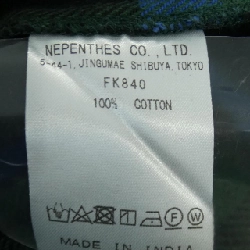 NEPENTHES CO., LTD.
5-44-1, JINGUMAE SHIBUYA, TOKYO
FK840
100% COTTON
F W
MADE IN INDIA